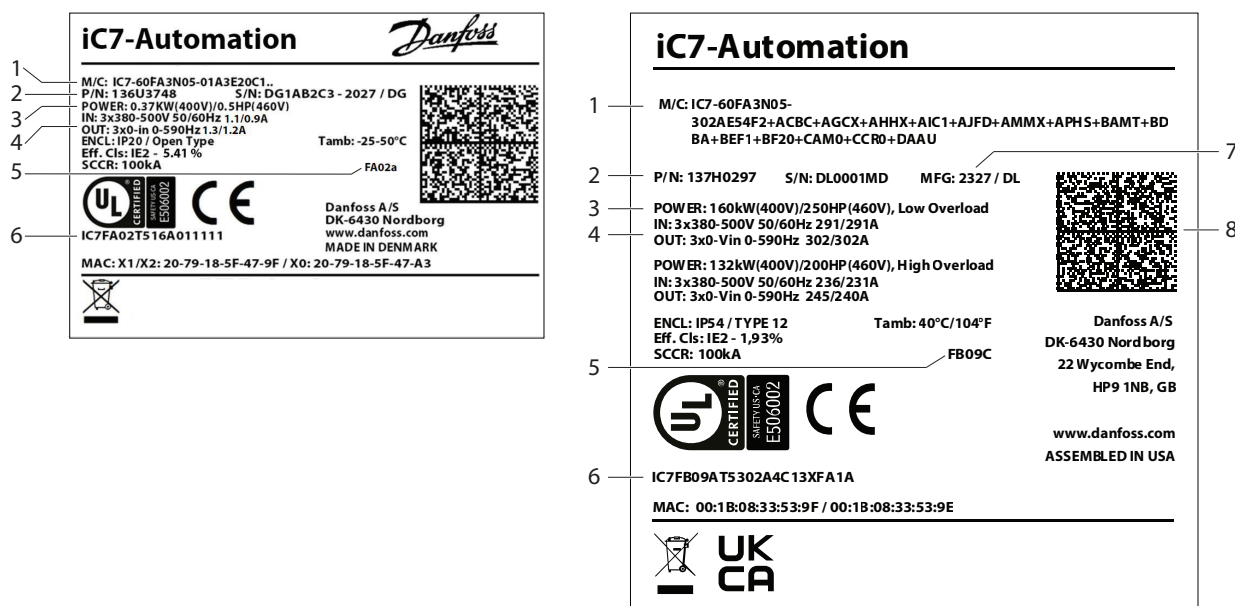 iC7-Automation
Danfoss
1
M/C: IC7-60FA3N05-01A3E20C1..
2
P/N: 136U3748 S/N: DG1AB2C3 - 2027 / DG
3
POWER: 0.37KW(400V)/0.5HP(460V)
IN: 3x380-500V 50/60Hz 1.1/0.9A
4
OUT: 3x0-in 0-590Hz 1.3/1.2A
ENCL: IP20 / Open Type Tamb: -25-50°C
Eff. Cls: IE2 - 5.41 %
SCCR: 100kA
5
FA02a
UL CERTIFIED SAFETY US-CA E506002 CE
Danfoss A/S
DK-6430 Nordborg
www.danfoss.com
MADE IN DENMARK
6
IC7FA02T516A011111
MAC: X1/X2: 20-79-18-5F-47-9F / X0: 20-79-18-5F-47-A3
iC7-Automation
1
M/C: IC7-60FA3N05-
302AE54F2+ACBC+AGCX+AHHX+AIC1+AJFD+AMMX+APHS+BAMT+BD
BA+BEF1+BF20+CAM0+CCR0+DAAU
7
2
P/N: 137H0297 S/N: DL0001MD MFG: 2327 / DL
3
POWER: 160kW(400V)/250HP(460V), Low Overload
IN: 3x380-500V 50/60Hz 291/291A
4
OUT: 3x0-Vin 0-590Hz 302/302A
8
POWER: 132kW(400V)/200HP(460V), High Overload
IN: 3x380-500V 50/60Hz 236/231A
OUT: 3x0-Vin 0-590Hz 245/240A
ENCL: IP54 / TYPE 12 Tamb: 40°C/104°F
Eff. Cls: IE2 - 1,93%
SCCR: 100kA
5
FB09C
Danfoss A/S
DK-6430 Nordborg
22 Wycombe End,
HP9 1NB, GB
UL ® CERTIFIED SAFETY US-CA E506002 CE
www.danfoss.com
ASSEMBLED IN USA
6
IC7FB09AT5302A4C13XFA1A
MAC: 00:1B:08:33:53:9F / 00:1B:08:33:53:9E
UK
CA